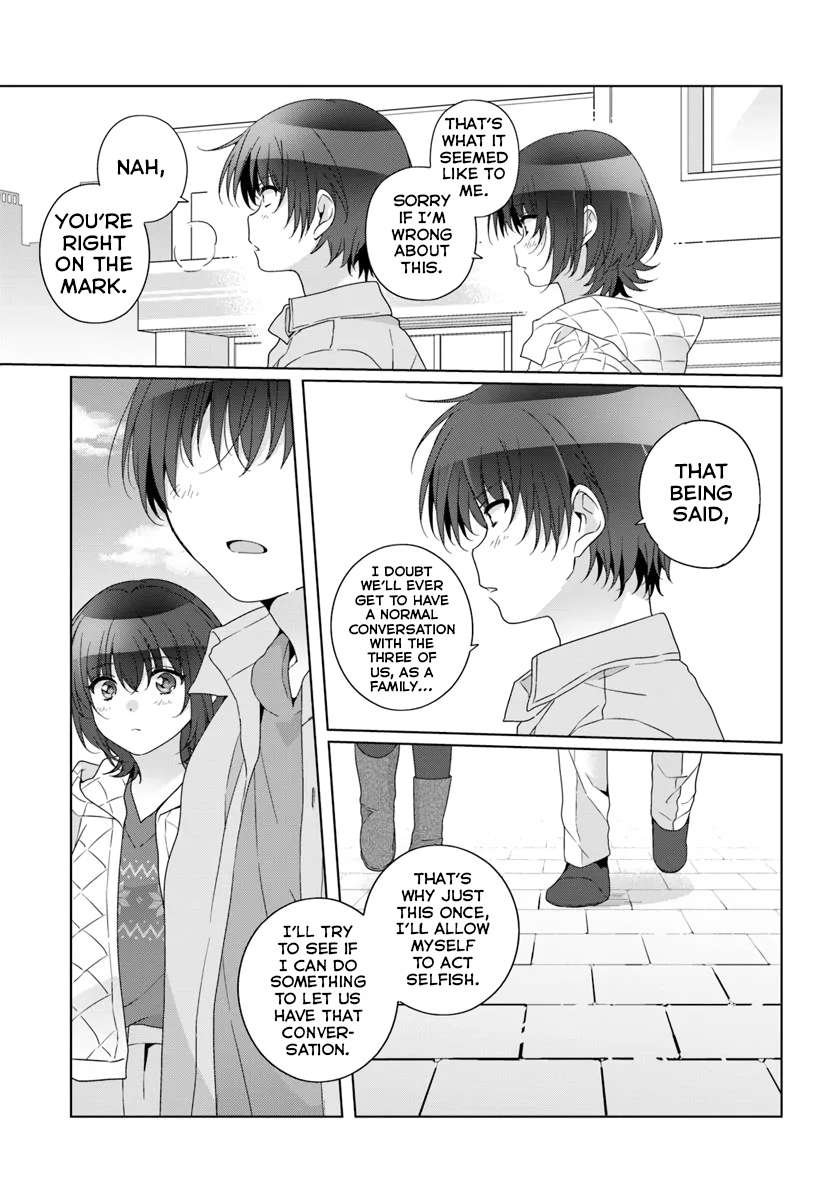 THAT'S
WHAT IT
SEEMED
LIKE TO
ME.
SORRY
IF I'M
WRONG
ABOUT
THIS.
NAH,
YOU'RE
RIGHT
ON THE
MARK.
THAT
BEING
SAID,
I DOUBT
WE'LL EVER
GET TO HAVE
A NORMAL
CONVERSATION
WITH THE
THREE OF
US, AS A
FAMILY...
THAT'S
WHY JUST
THIS ONCE,
I'LL ALLOW
MYSELF
TO ACT
SELFISH.
I'LL TRY
TO SEE IF
I CAN DO
SOMETHING
TO LET US
HAVE THAT
CONVER-
SATION.